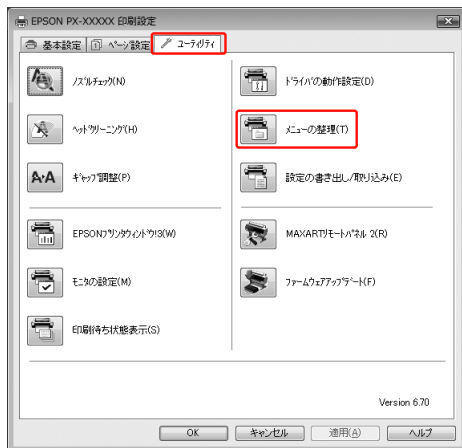 EPSON PX-XXXXX 印刷設定
基本設定 ページ設定 ユーティリティ
ノズルチェック(N)
ヘッドクリーニング(H)
ギャップ調整(P)
EPSONプリンタウィンドウ!3(W)
モニタの設定(M)
印刷待ち状態表示(S)
ドライバの動作設定(D)
メニューの整理(T)
設定の書き出し/取り込み(E)
MAXARTリモートパネル 2(R)
ファームウェアアップデート(F)
Version 6.70
OK キャンセル 適用(A) ヘルプ